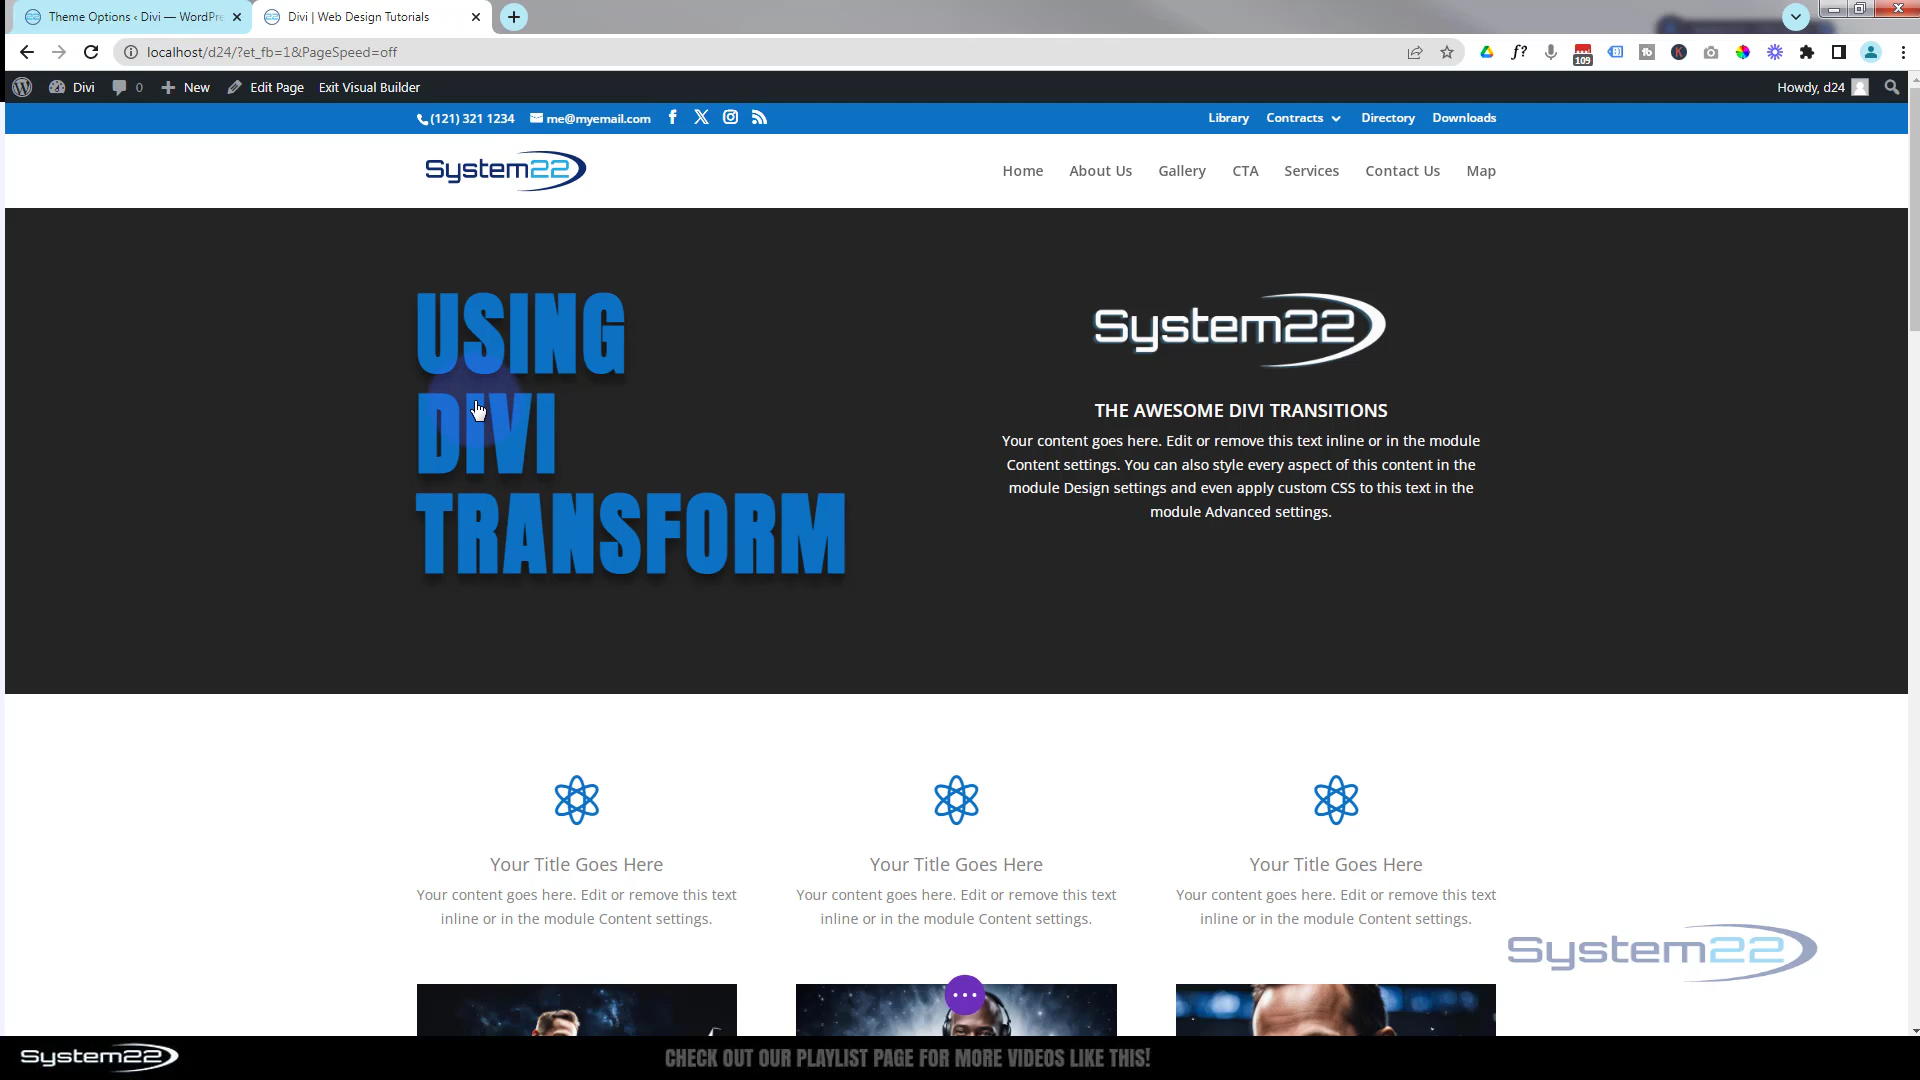 Theme Options ‹ Divi — WordPre
Divi | Web Design Tutorials
localhost/d24/?et_fb=1&PageSpeed=off
f?
109
tb
K
Divi
0
New
Edit Page
Exit Visual Builder
Howdy, d24
(121) 321 1234
me@myemail.com
Library
Contracts
Directory
Downloads
System22
Home
About Us
Gallery
CTA
Services
Contact Us
Map
USING
DIVI
TRANSFORM
System22
THE AWESOME DIVI TRANSITIONS
Your content goes here. Edit or remove this text inline or in the module
Content settings. You can also style every aspect of this content in the
module Design settings and even apply custom CSS to this text in the
module Advanced settings.
Your Title Goes Here
Your content goes here. Edit or remove this text
inline or in the module Content settings.
Your Title Goes Here
Your content goes here. Edit or remove this text
inline or in the module Content settings.
Your Title Goes Here
Your content goes here. Edit or remove this text
inline or in the module Content settings.
System22
System22
CHECK OUT OUR PLAYLIST PAGE FOR MORE VIDEOS LIKE THIS!